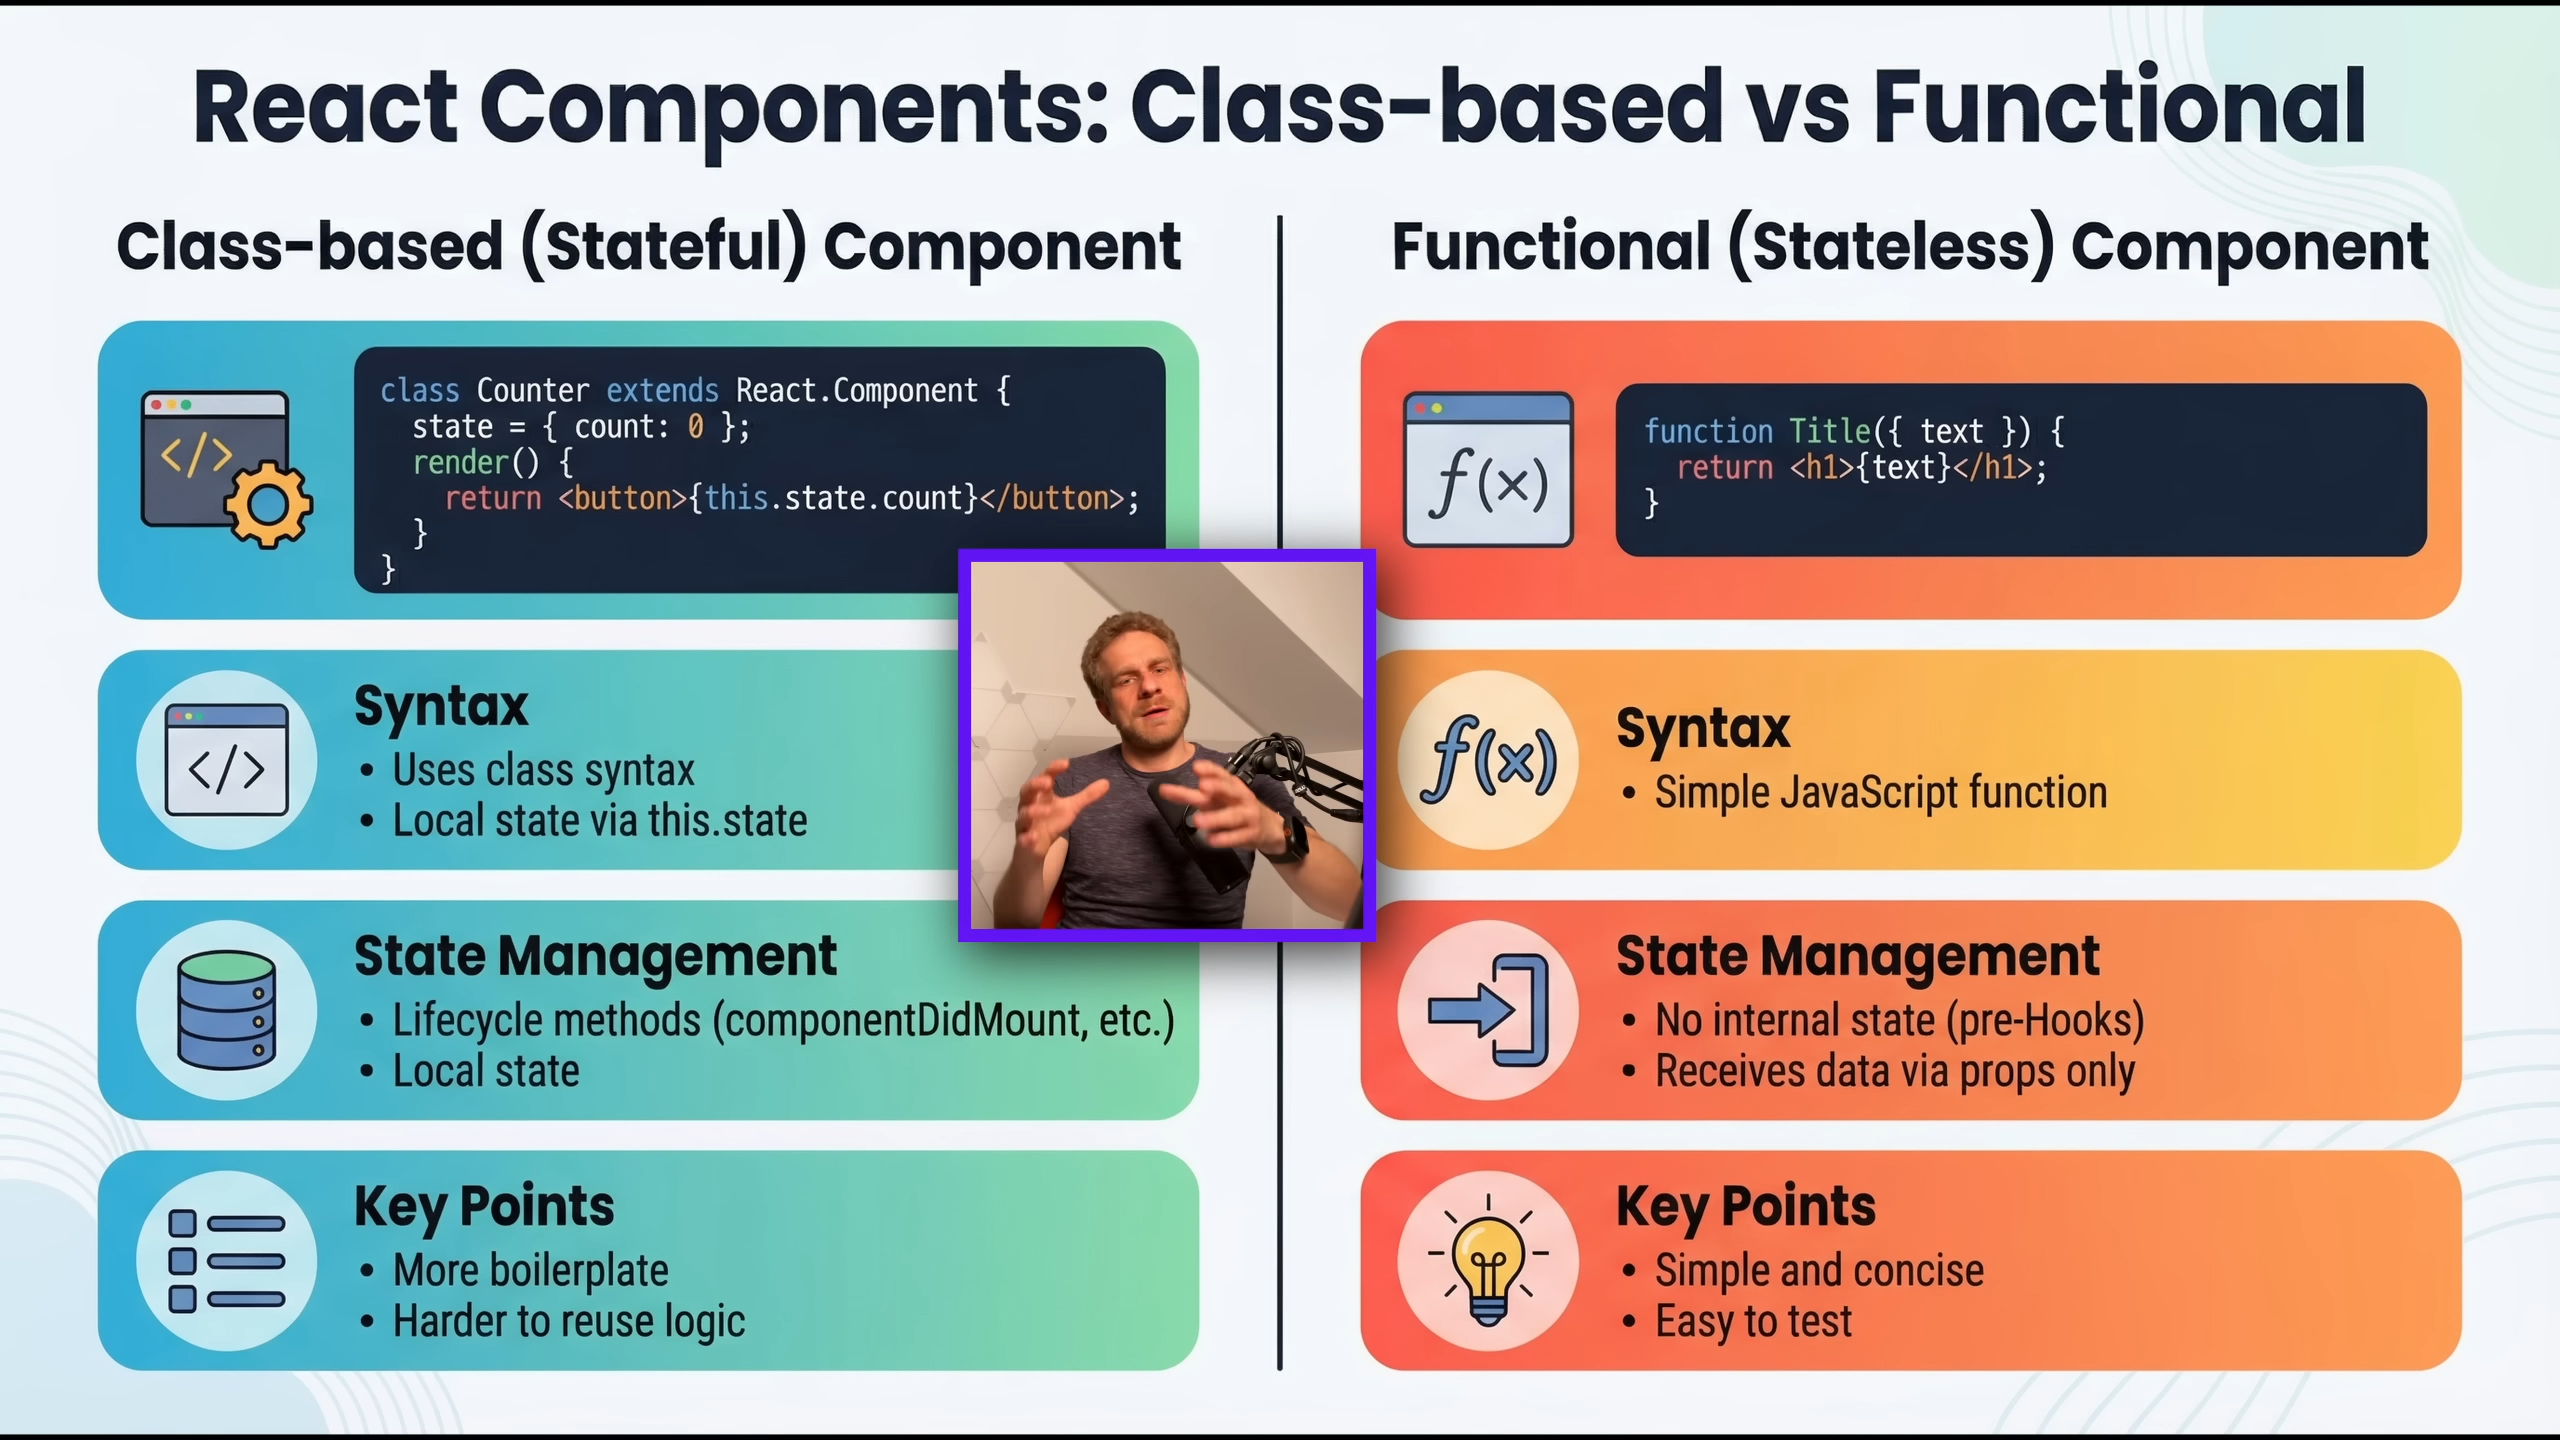 React Components: Class-based vs Functional
Class-based (Stateful) Component
class Counter extends React.Component {
  state = { count: 0 };
  render() {
    return <button>{this.state.count}</button>;
  }
}
Syntax
• Uses class syntax
• Local state via this.state
State Management
• Lifecycle methods (componentDidMount, etc.)
• Local state
Key Points
• More boilerplate
• Harder to reuse logic
Functional (Stateless) Component
f(x)
function Title({ text }) {
  return <h1>{text}</h1>;
}
f(x)
Syntax
• Simple JavaScript function
State Management
• No internal state (pre-Hooks)
• Receives data via props only
Key Points
• Simple and concise
• Easy to test